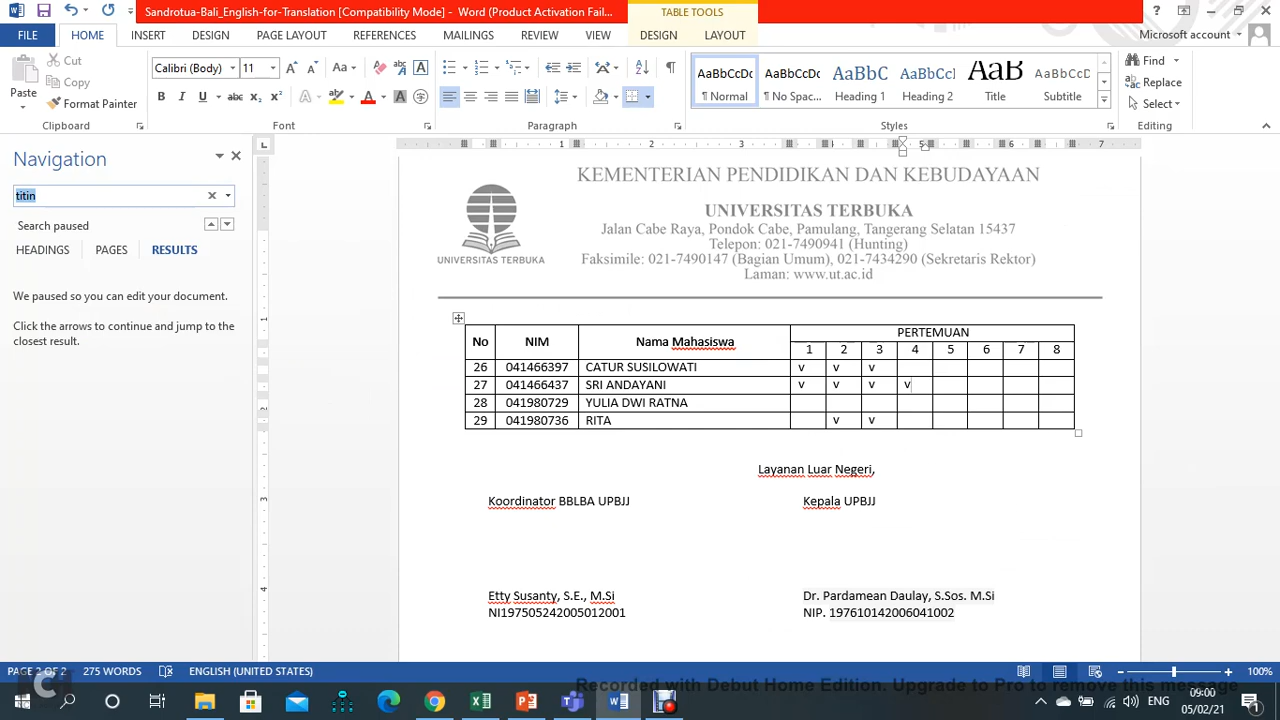 Sandrotua-Bali_English-for-Translation [Compatibility Mode] - Word (Product Activation Fail...
TABLE TOOLS
FILE HOME INSERT DESIGN PAGE LAYOUT REFERENCES MAILINGS REVIEW VIEW DESIGN LAYOUT Microsoft account
Paste
Cut
Copy
Format Painter
Clipboard
Calibri (Body) 11
Font
Paragraph
AaBbCcDc AaBbCcDc AaBbC AaBbCc AaB AaBbCcD
¶ Normal ¶ No Spac... Heading 1 Heading 2 Title Subtitle
Styles
Find
Replace
Select
Editing
Navigation
titin
Search paused
HEADINGS PAGES RESULTS
We paused so you can edit your document.
Click the arrows to continue and jump to the
closest result.
1 2 3 4 5 6 7
KEMENTERIAN PENDIDIKAN DAN KEBUDAYAAN
UNIVERSITAS TERBUKA
Jalan Cabe Raya, Pondok Cabe, Pamulang, Tangerang Selatan 15437
Telepon: 021-7490941 (Hunting)
Faksimile: 021-7490147 (Bagian Umum), 021-7434290 (Sekretaris Rektor)
Laman: www.ut.ac.id
UNIVERSITAS TERBUKA
No NIM Nama Mahasiswa PERTEMUAN
1 2 3 4 5 6 7 8
26 041466397 CATUR SUSILOWATI v v v
27 041466437 SRI ANDAYANI v v v v
28 041980729 YULIA DWI RATNA
29 041980736 RITA v v
Layanan Luar Negeri,
Koordinator BBLBA UPBJJ Kepala UPBJJ
Etty Susanty, S.E., M.Si Dr. Pardamean Daulay, S.Sos. M.Si
NI197505242005012001 NIP. 197610142006041002
PAGE 2 OF 2 275 WORDS ENGLISH (UNITED STATES) 100%
Recorded with Debut Home Edition. Upgrade to Pro to remove this message
09:00
05/02/21